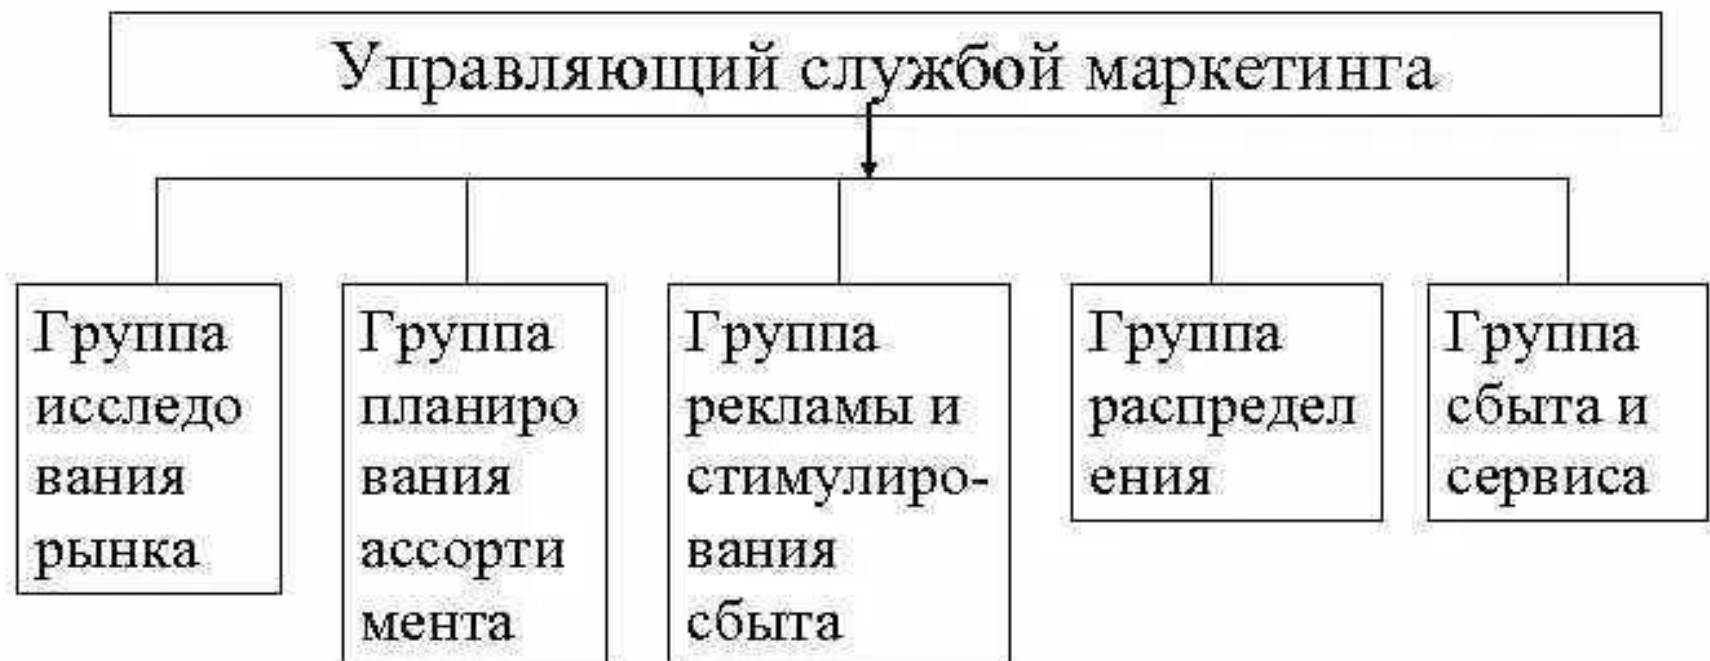 Управляющий службой маркетинга
Группа
исследо
вания
рынка
Группа
планиро
вания
ассорти
мента
Группа
рекламы и
стимулиро-
вания
сбыта
Группа
распредел
ения
Группа
сбыта и
сервиса